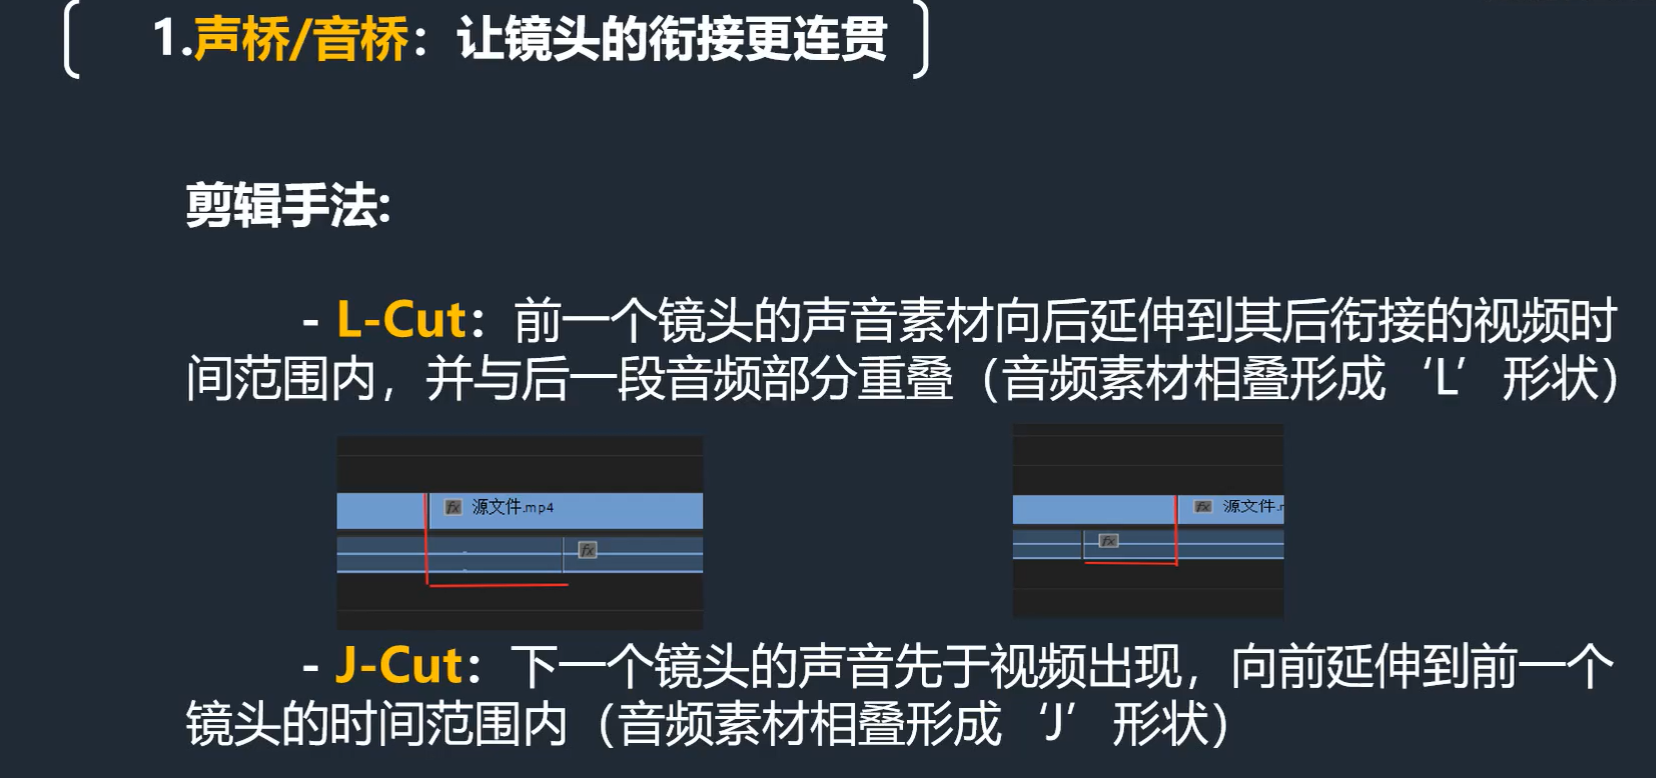 1.声桥/音桥：让镜头的衔接更连贯
剪辑手法:
- L-Cut：前一个镜头的声音素材向后延伸到其后衔接的视频时
间范围内，并与后一段音频部分重叠（音频素材相叠形成‘L’形状）
fx 源文件.mp4
fx
fx 源文件.
fx
- J-Cut：下一个镜头的声音先于视频出现，向前延伸到前一个
镜头的时间范围内（音频素材相叠形成‘J’形状）